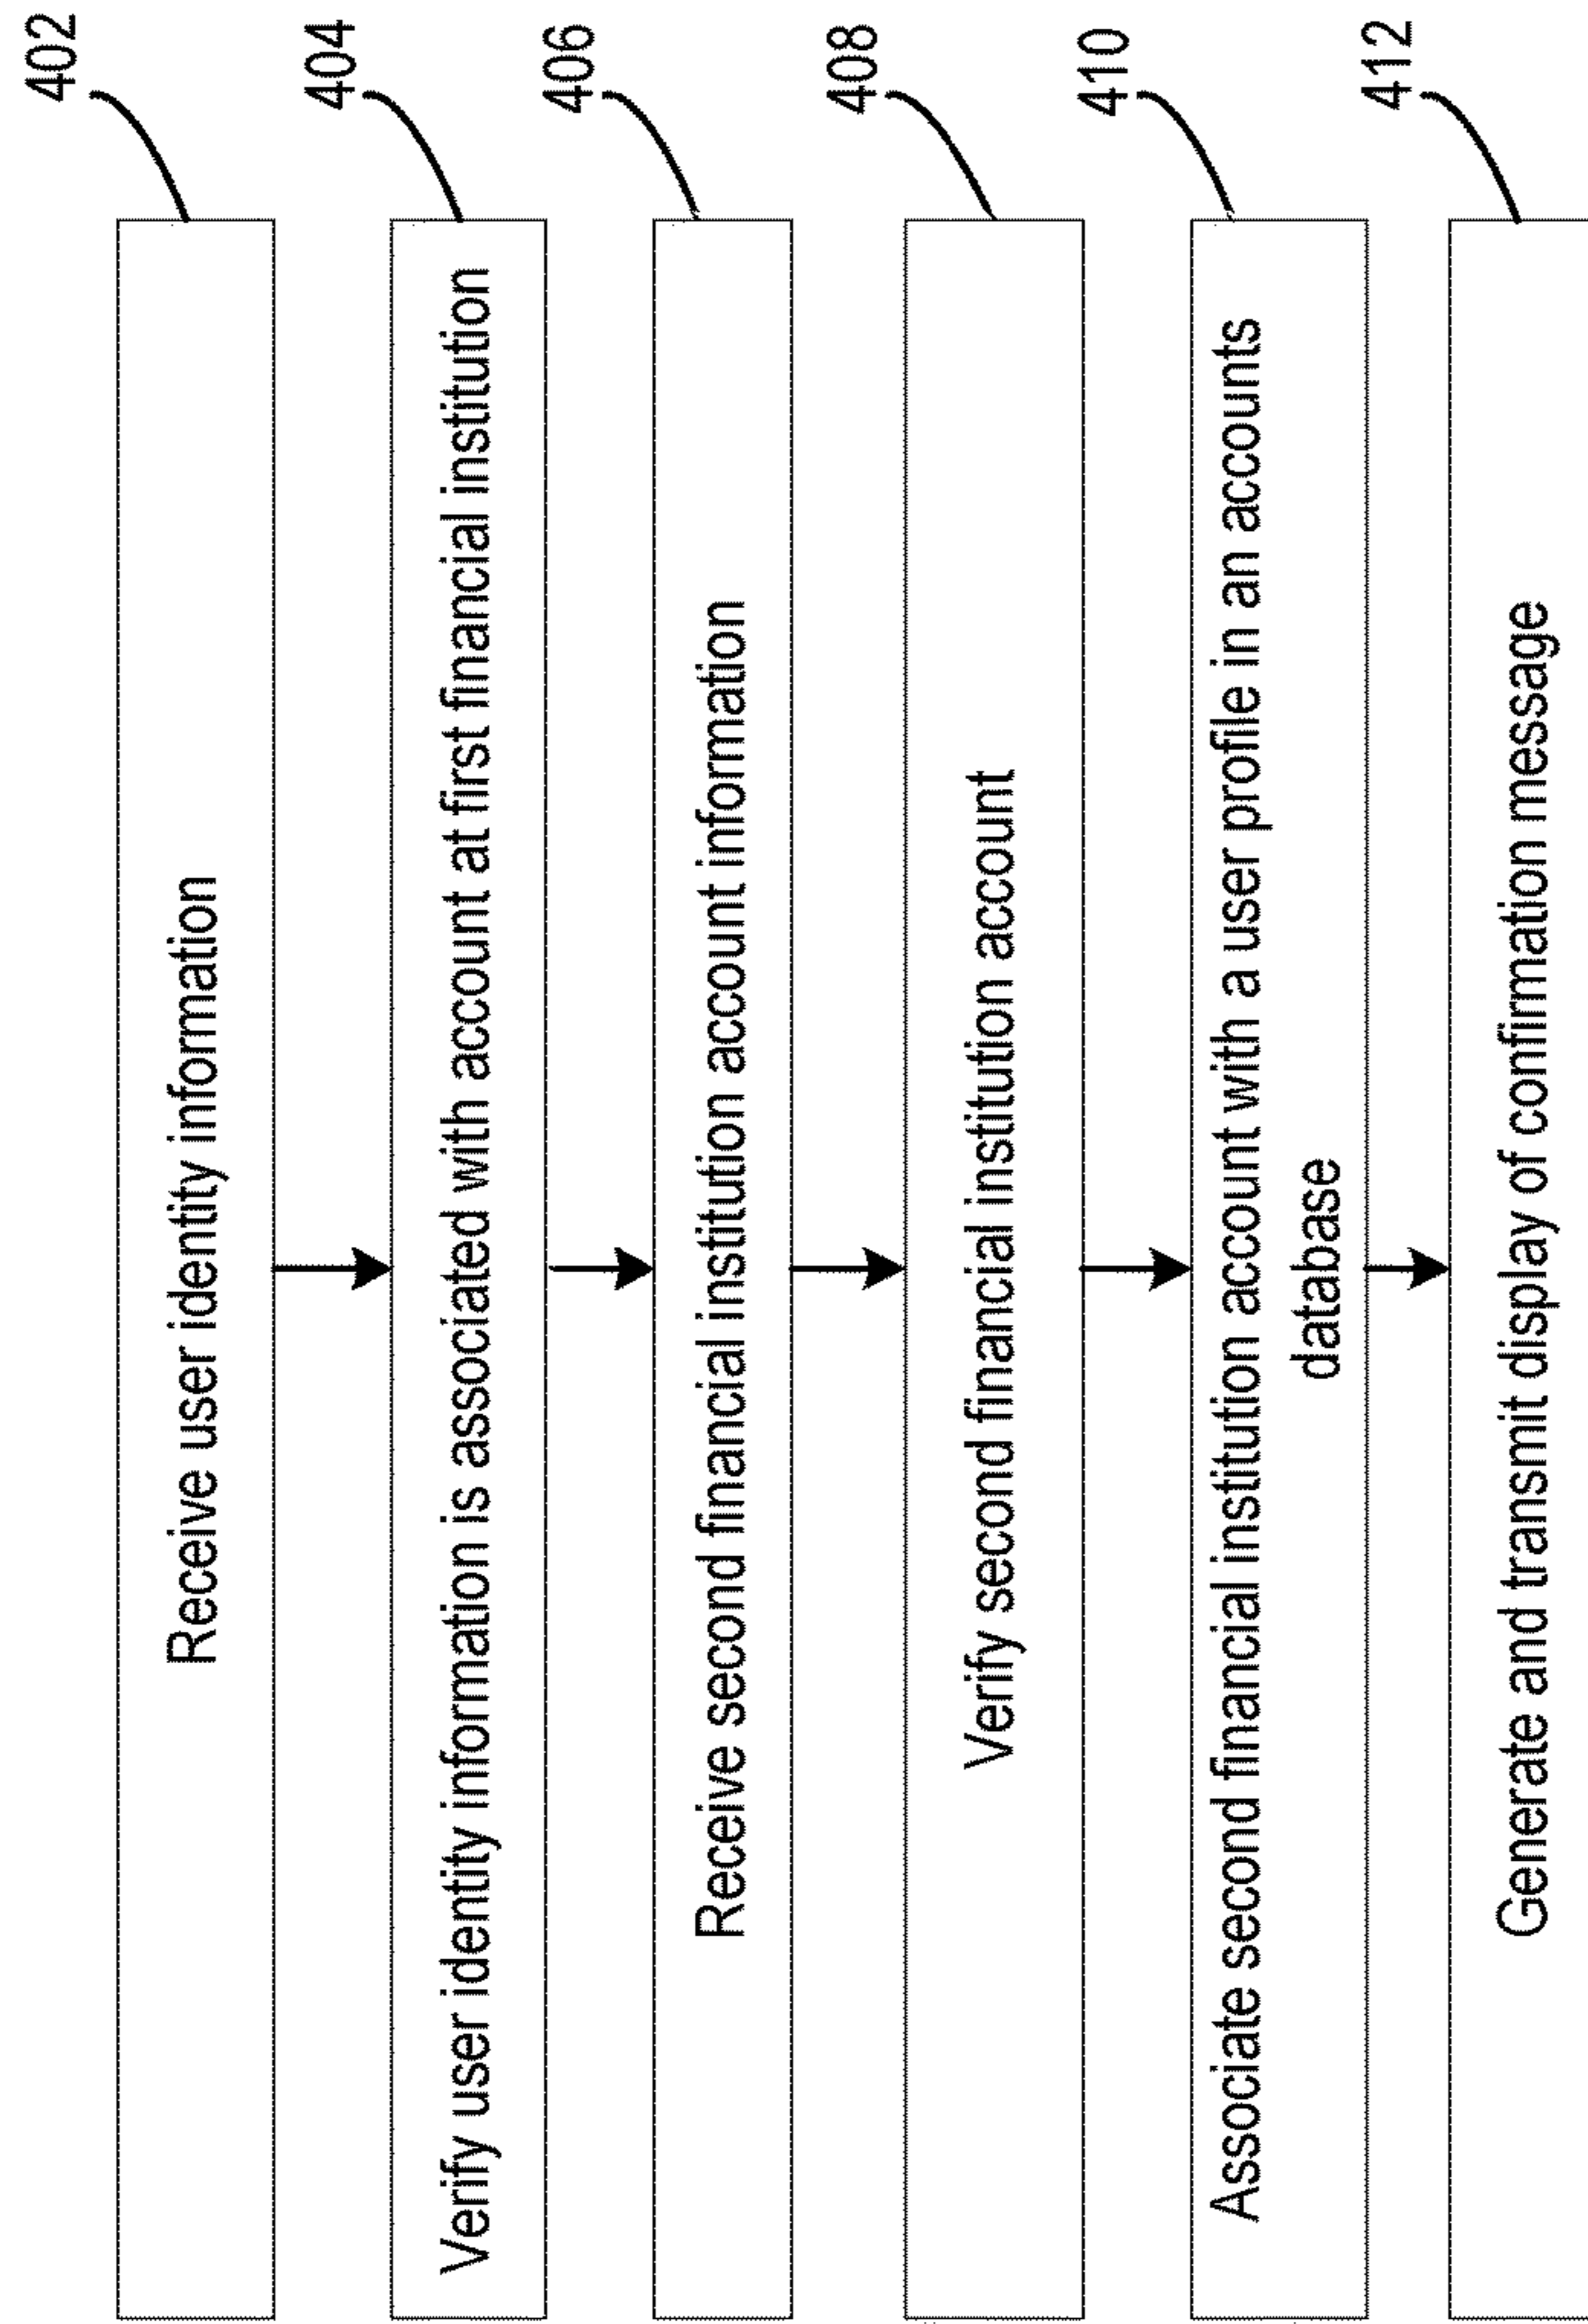 402
Receive user identity information
404
Verify user identity information is associated with account at first financial institution
406
Receive second financial institution account information
408
Verify second financial institution account
410
Associate second financial institution account with a user profile in an accounts
database
412
Generate and transmit display of confirmation message